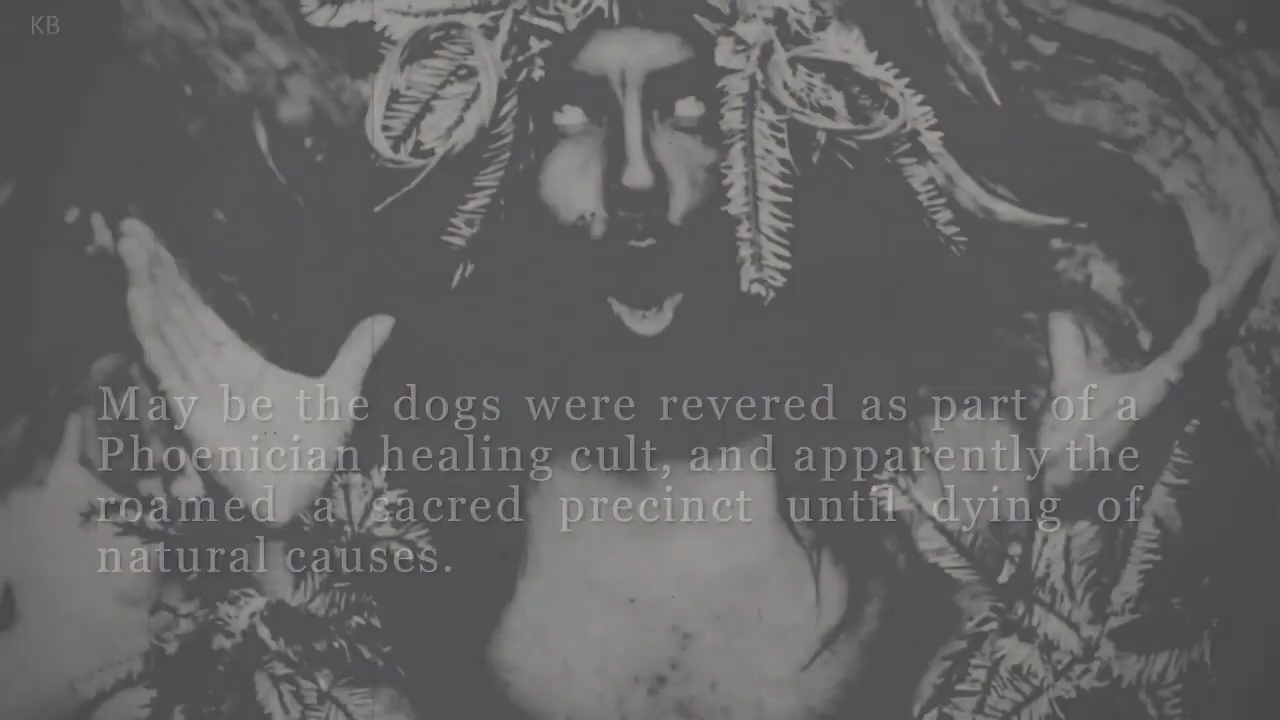 KB
May be the dogs were revered as part of a
Phoenician healing cult, and apparently the
roamed a sacred precinct until dying of
natural causes.